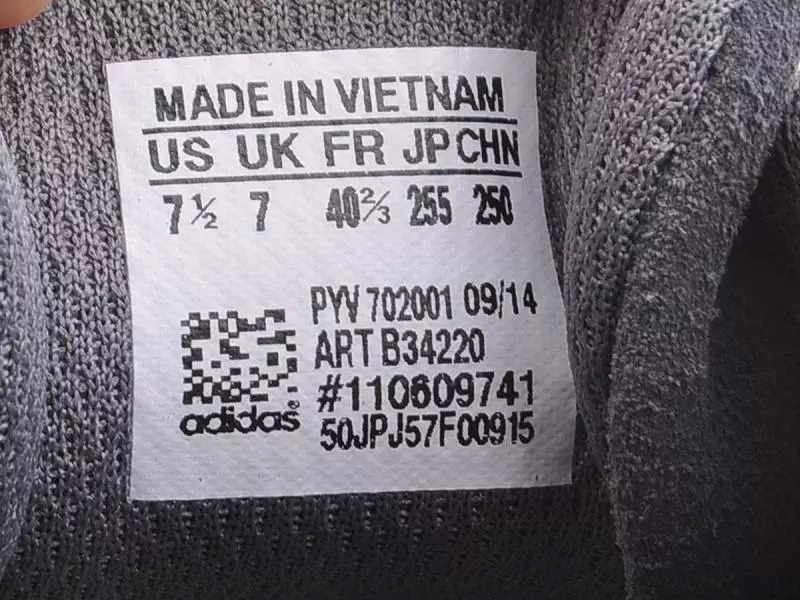 MADE IN VIETNAM
US UK FR JP CHN
7½ 7 40⅔ 255 250
PYV 702001 09/14
ART B34220
#110609741
adidas®
50JPJ57F00915